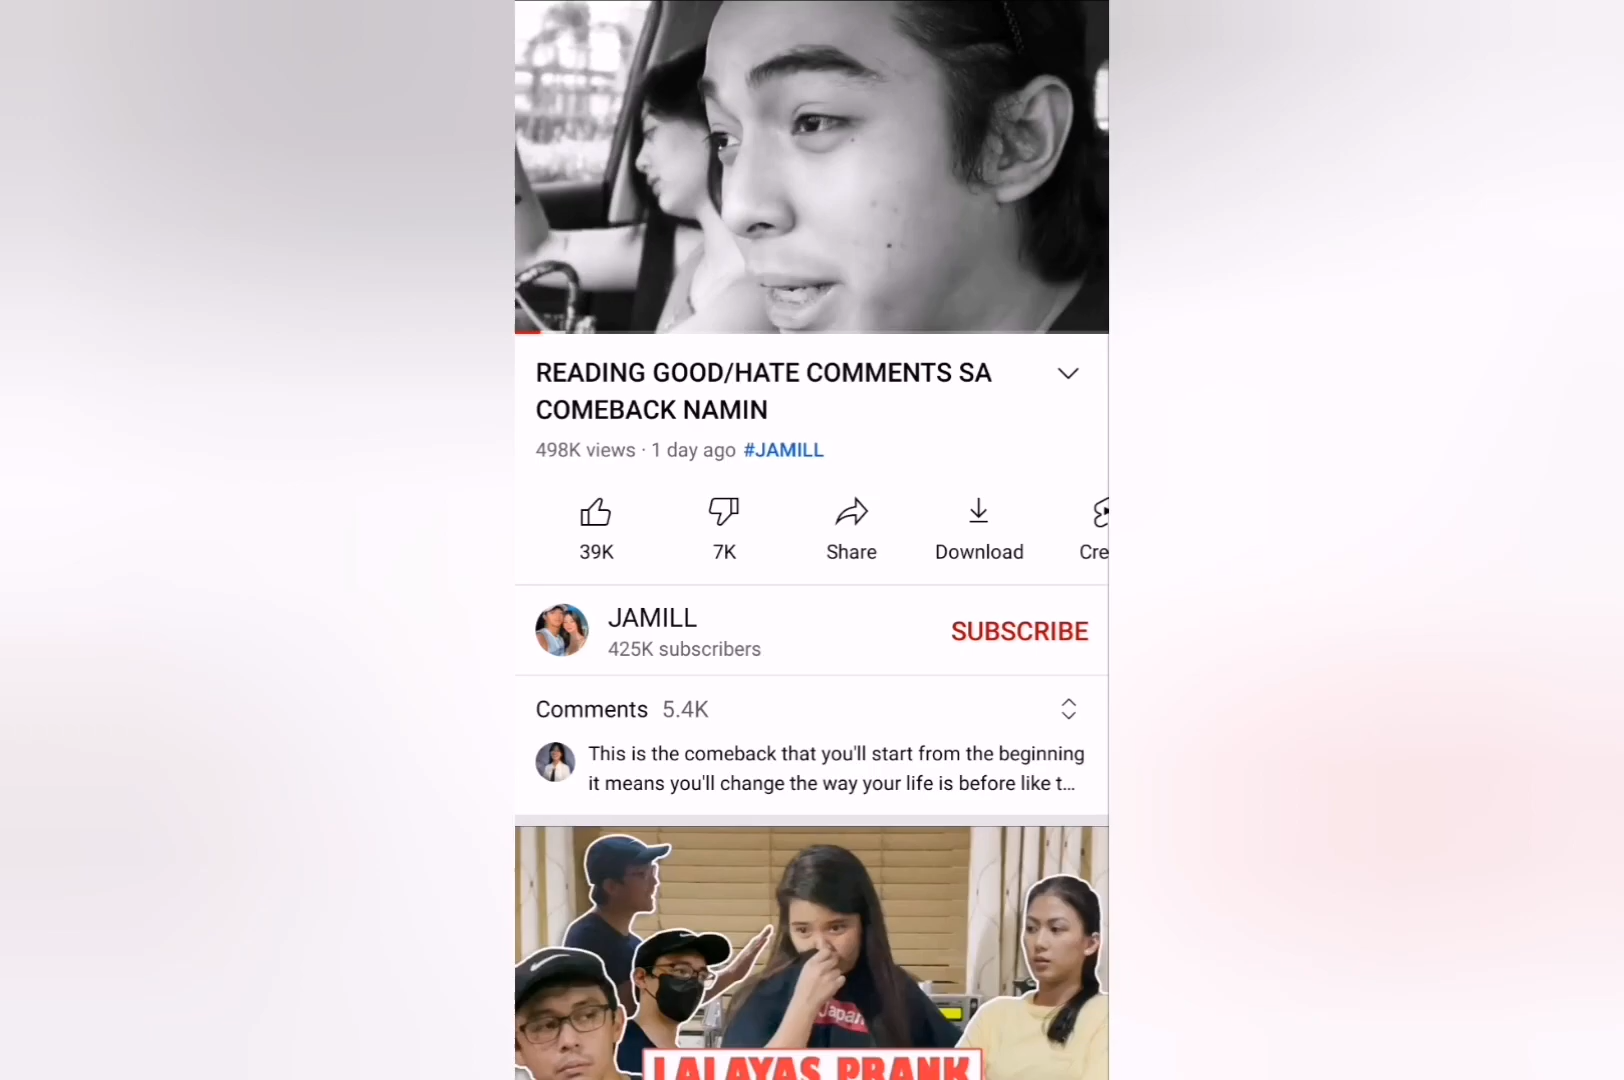 READING GOOD/HATE COMMENTS SA
COMEBACK NAMIN
498K views · 1 day ago #JAMILL
39K
7K
Share
Download
Cre
JAMILL
425K subscribers
SUBSCRIBE
Comments 5.4K
This is the comeback that you'll start from the beginning
it means you'll change the way your life is before like t...
Japan
LALAYAS PRANK